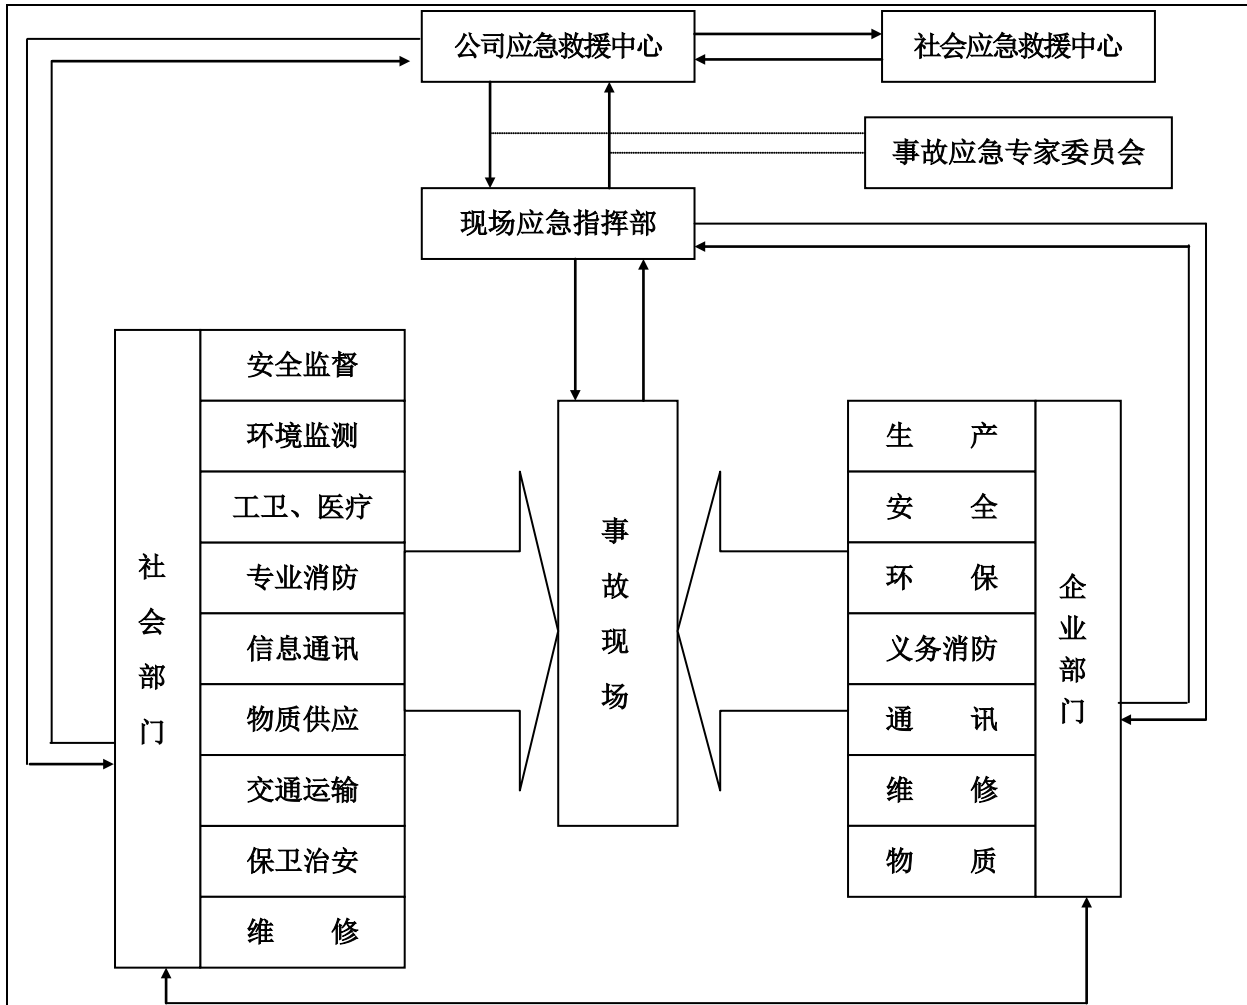 公司应急救援中心
社会应急救援中心
事故应急专家委员会
现场应急指挥部
社会部门
安全监督
环境监测
工卫、医疗
专业消防
信息通讯
物质供应
交通运输
保卫治安
维　　修
事故现场
生　　产
安　　全
环　　保
义务消防
通　　讯
维　　修
物　　质
企业部门